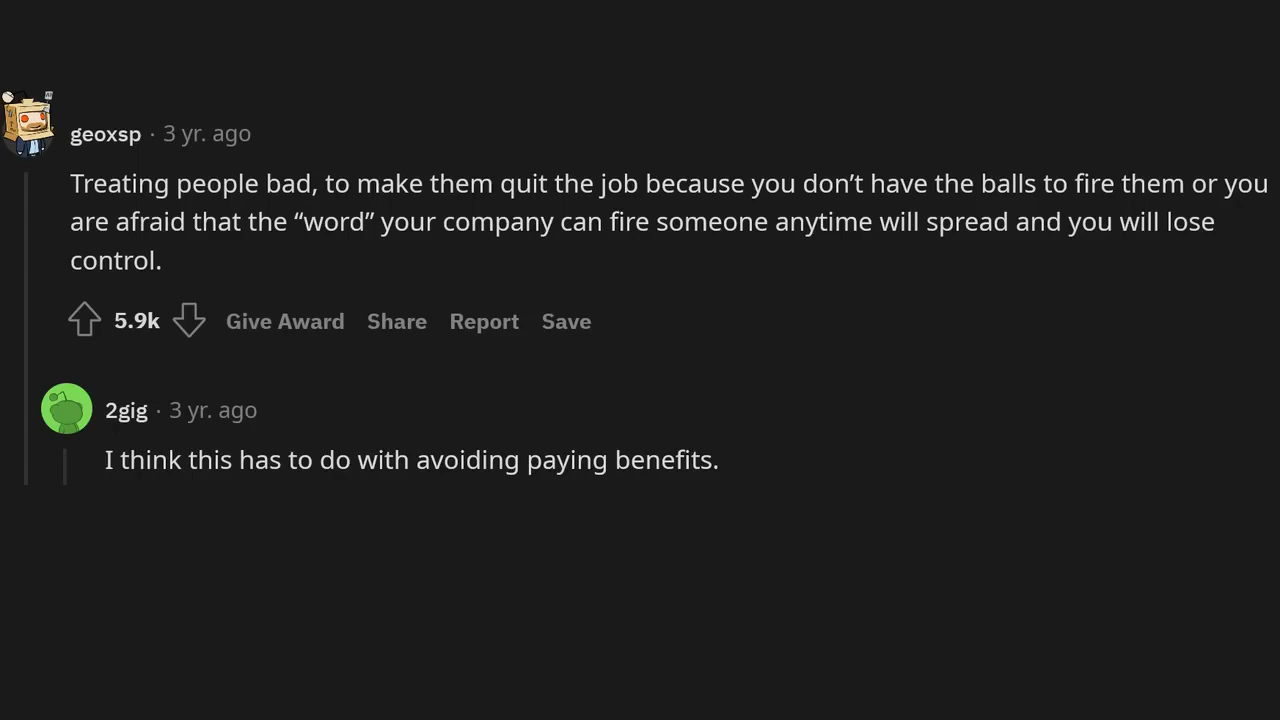 geoxsp · 3 yr. ago
Treating people bad, to make them quit the job because you don’t have the balls to fire them or you
are afraid that the “word” your company can fire someone anytime will spread and you will lose
control.
5.9k Give Award Share Report Save
2gig · 3 yr. ago
I think this has to do with avoiding paying benefits.